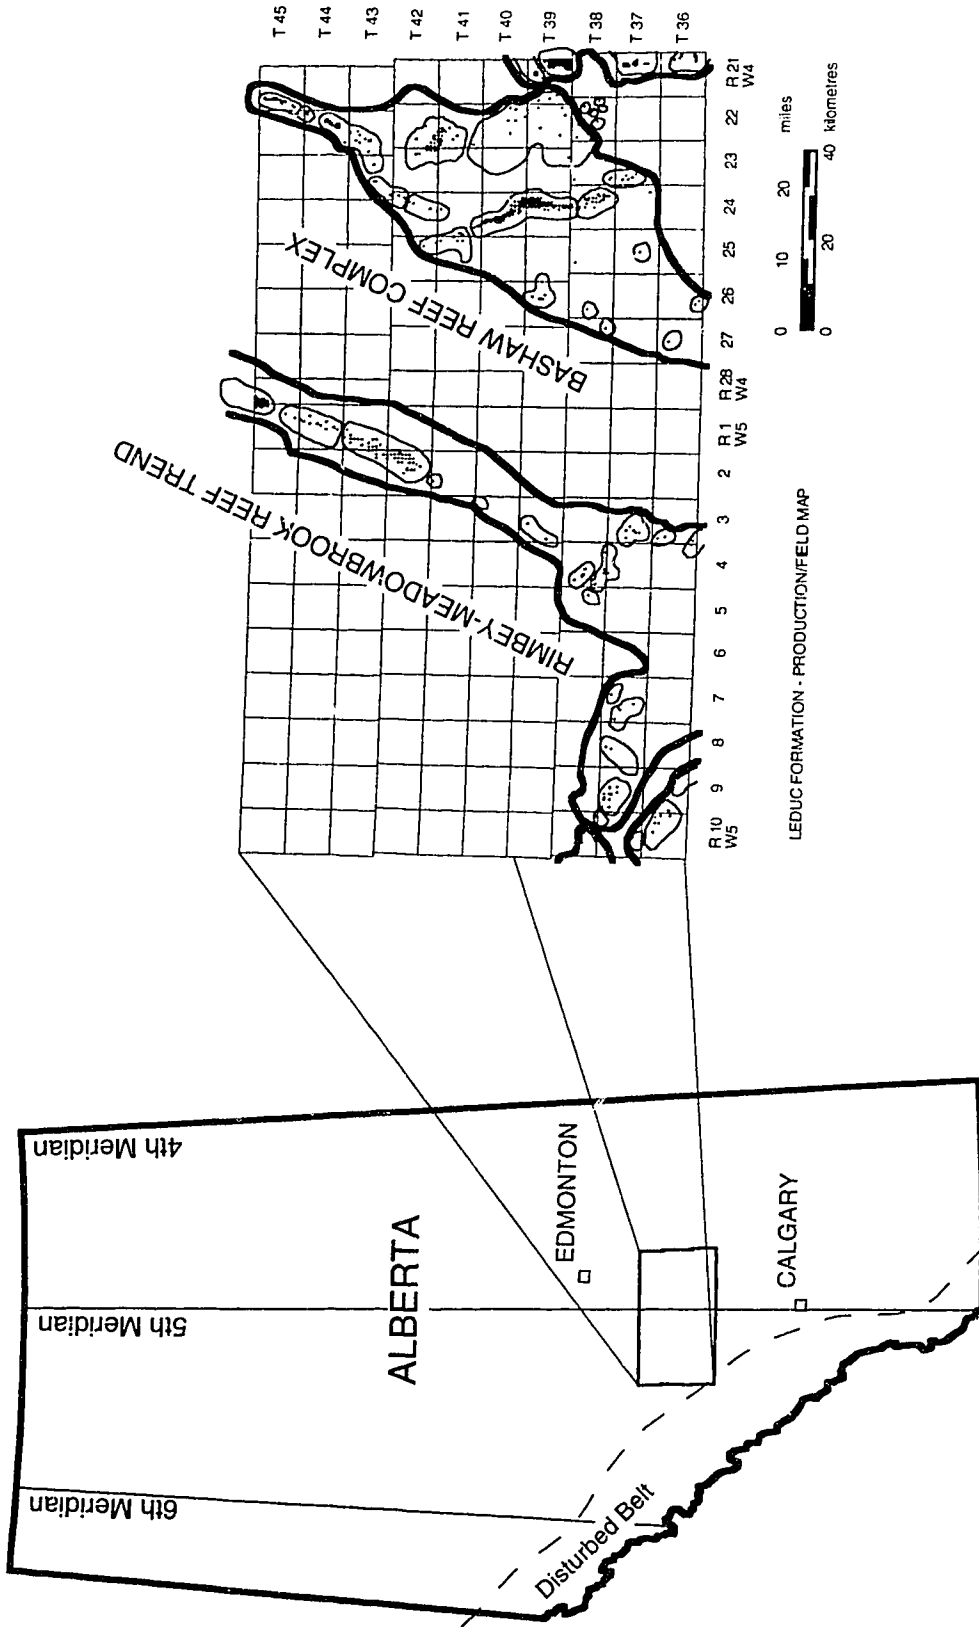 4th Meridian
5th Meridian
6th Meridian
ALBERTA
EDMONTON
CALGARY
Disturbed Belt
RIMBEY-MEADOWBROOK REEF TREND
BASHAW REEF COMPLEX
T 45
T 44
T 43
T 42
T 41
T 40
T 39
T 38
T 37
T 36
R 10
W5
9
8
7
6
5
4
3
2
R 1
W5
R 28
W4
27
26
25
24
23
22
R 21
W4
0 10 20 miles
0 20 40 kilometres
LEDUC FORMATION - PRODUCTION/FIELD MAP